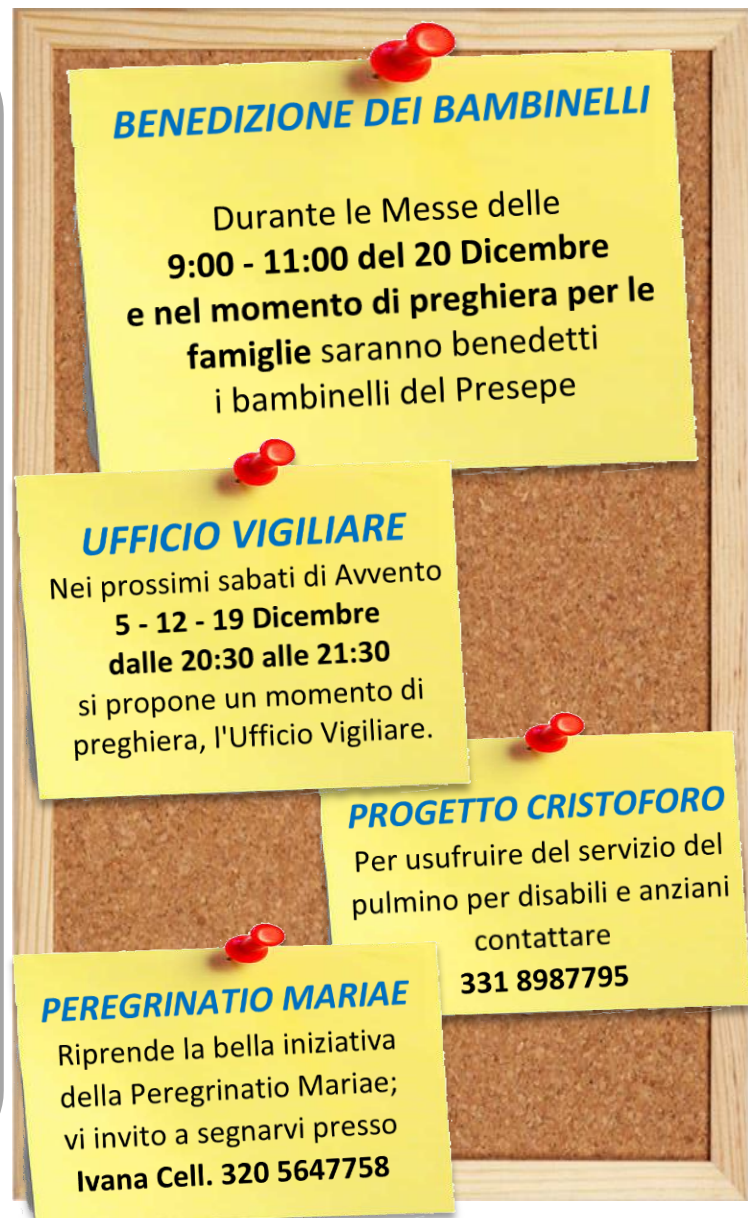 BENEDIZIONE DEI BAMBINELLI
Durante le Messe delle
9:00 - 11:00 del 20 Dicembre
e nel momento di preghiera per le
famiglie saranno benedetti
i bambinelli del Presepe
UFFICIO VIGILIARE
Nei prossimi sabati di Avvento
5 - 12 - 19 Dicembre
dalle 20:30 alle 21:30
si propone un momento di
preghiera, l'Ufficio Vigiliare.
PROGETTO CRISTOFORO
Per usufruire del servizio del
pulmino per disabili e anziani
contattare
331 8987795
PEREGRINATIO MARIAE
Riprende la bella iniziativa
della Peregrinatio Mariae;
vi invito a segnarvi presso
Ivana Cell. 320 5647758